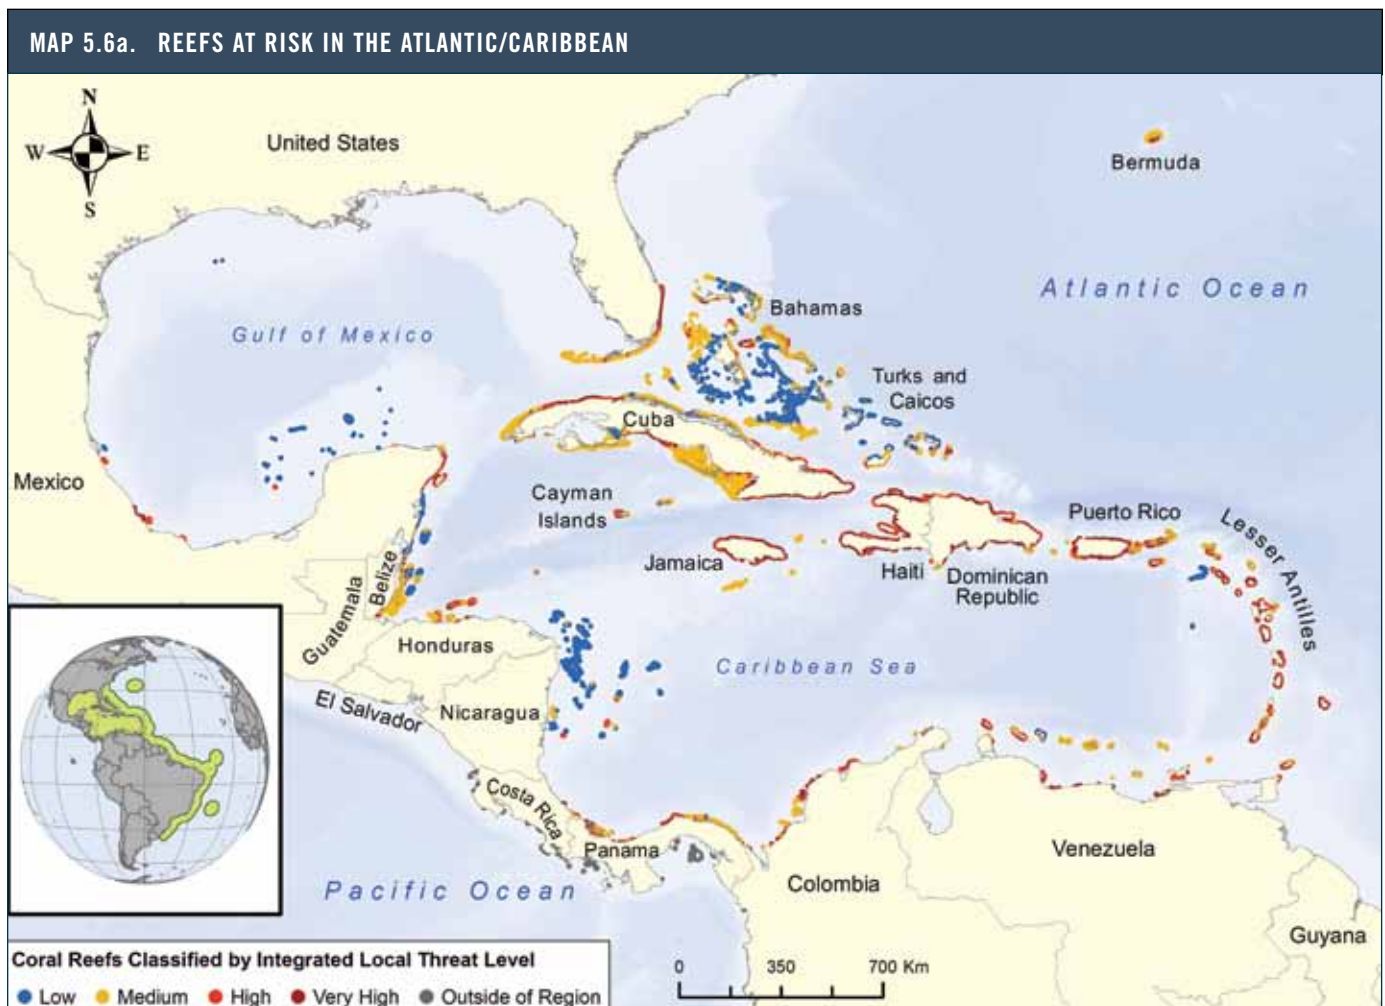 MAP 5.6a. REEFS AT RISK IN THE ATLANTIC/CARIBBEAN
N
W
E
S
United States
Bermuda
Atlantic Ocean
Gulf of Mexico
Bahamas
Turks and
Caicos
Cuba
Mexico
Cayman
Islands
Puerto Rico
Lesser Antilles
Jamaica
Haiti
Dominican
Republic
Belize
Guatemala
Honduras
Caribbean Sea
El Salvador
Nicaragua
Costa Rica
Panama
Venezuela
Pacific Ocean
Colombia
Guyana
Coral Reefs Classified by Integrated Local Threat Level
Low Medium High Very High Outside of Region
0 350 700 Km